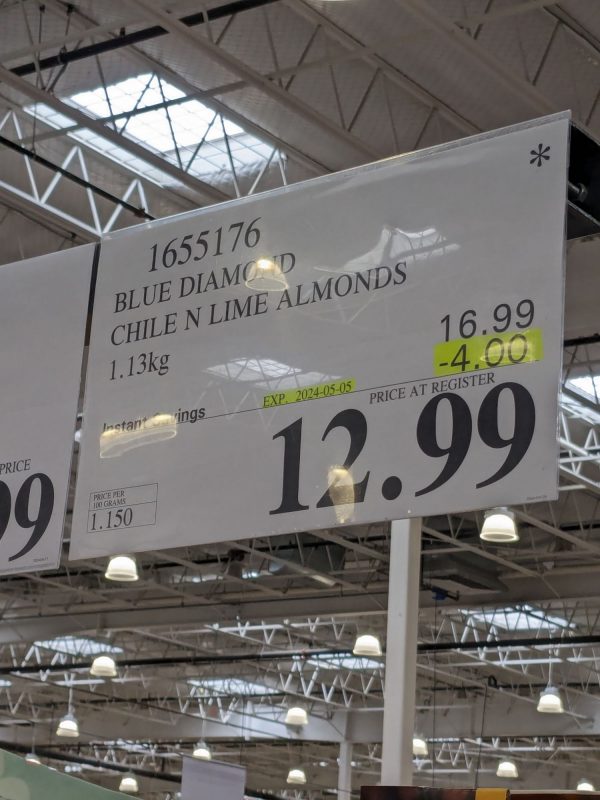 *
1655176
BLUE DIAMOND
CHILE N LIME ALMONDS
1.13kg
16.99
-4.00
EXP. 2024-05-05
PRICE AT REGISTER
Instant Savings
12.99
PRICE PER
100 GRAMS
1.150
PRICE
99